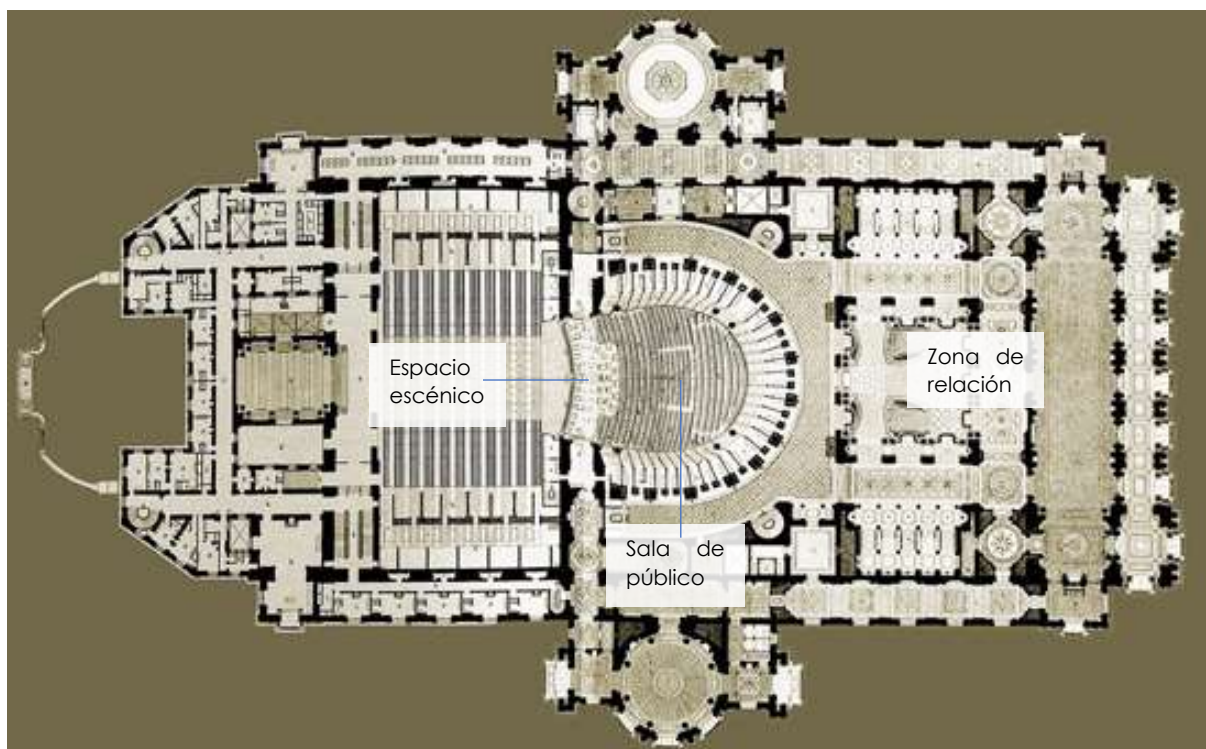 Espacio
escénico
Zona de
relación
Sala de
público